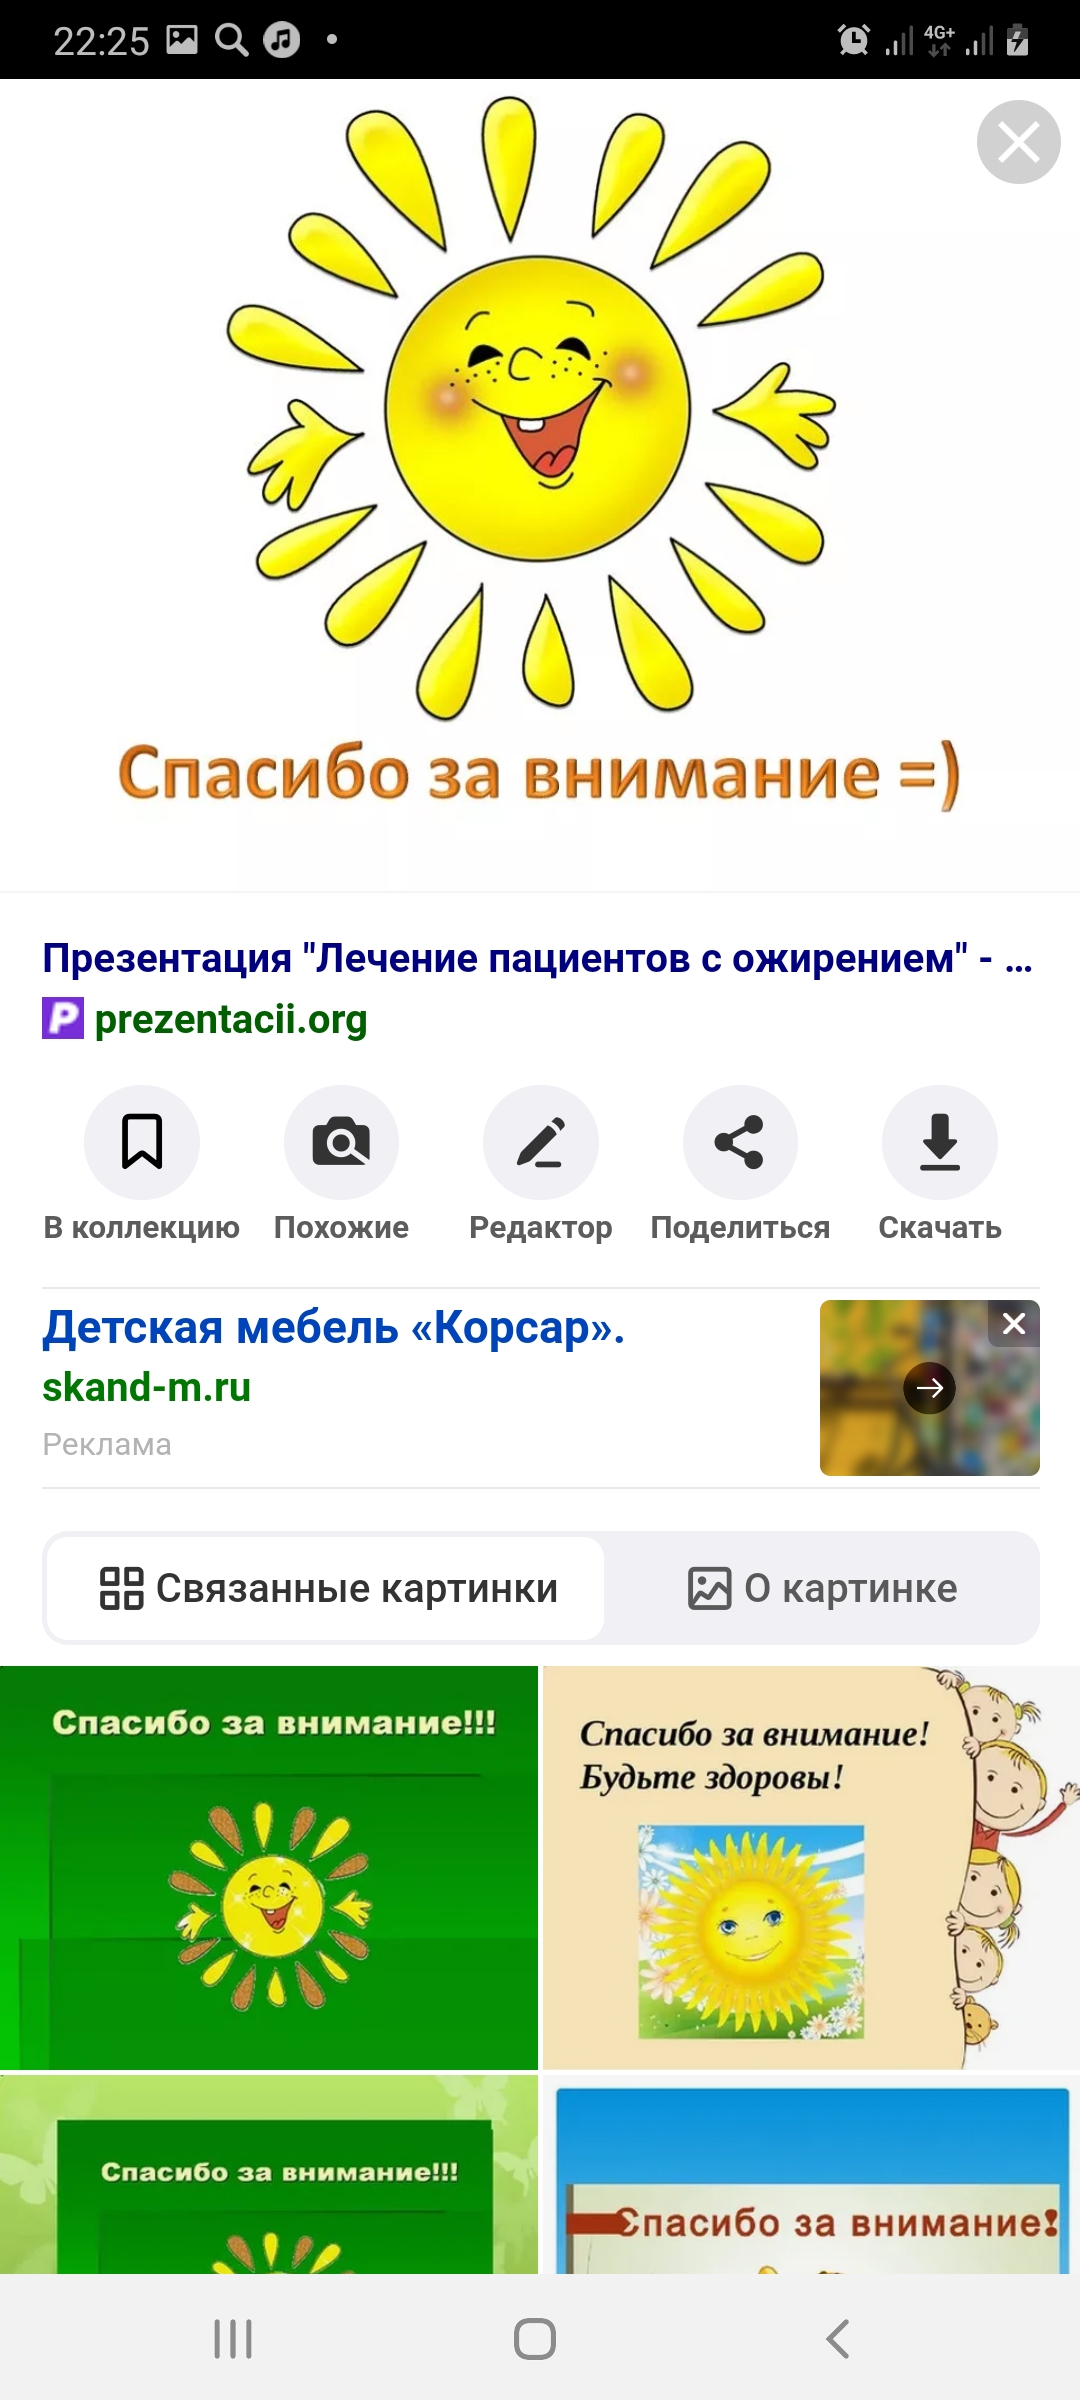 22:25
4G+
Спасибо за внимание =)
Презентация "Лечение пациентов с ожирением" - ...
P prezentacii.org
В коллекцию
Похожие
Редактор
Поделиться
Скачать
Детская мебель «Корсар».
skand-m.ru
Реклама
Связанные картинки
О картинке
Спасибо за внимание!!!
Спасибо за внимание!
Будьте здоровы!
Спасибо за внимание!!!
Спасибо за внимание!